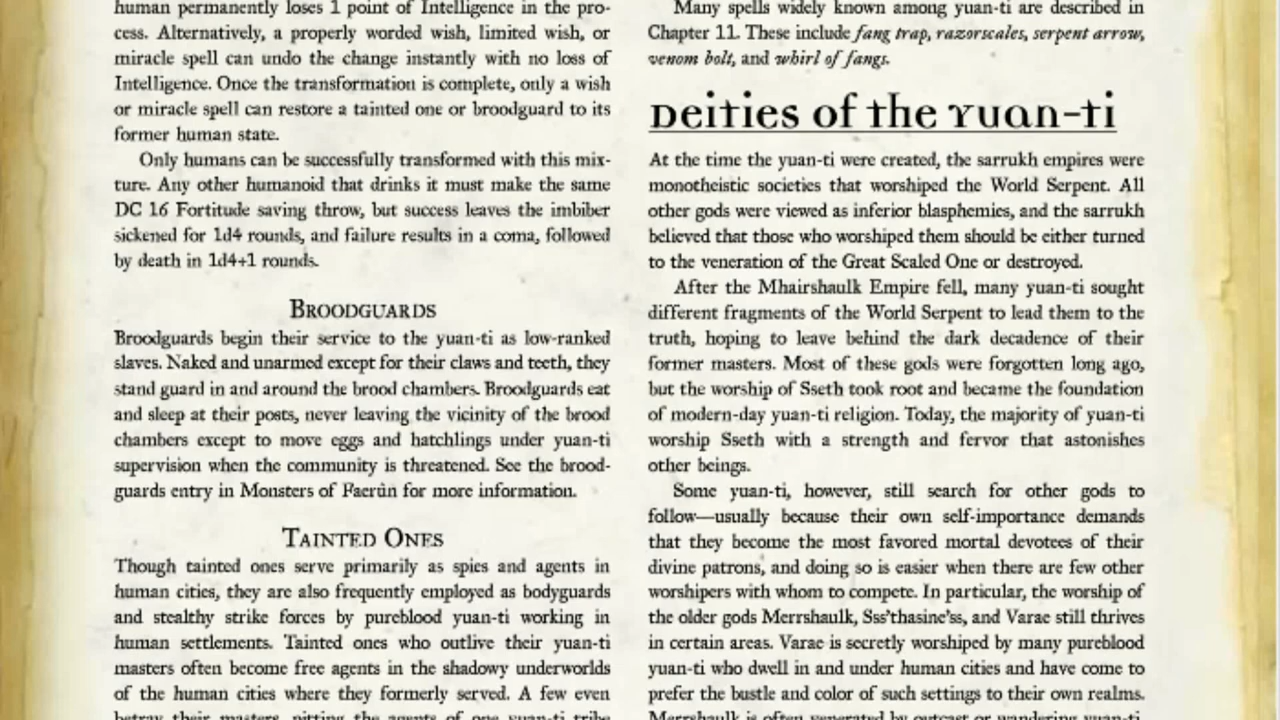 human permanently loses 1 point of Intelligence in the pro-
cess. Alternatively, a properly worded wish, limited wish, or
miracle spell can undo the change instantly with no loss of
Intelligence. Once the transformation is complete, only a wish
or miracle spell can restore a tainted one or broodguard to its
former human state.
Only humans can be successfully transformed with this mix-
ture. Any other humanoid that drinks it must make the same
DC 16 Fortitude saving throw, but success leaves the imbiber
sickened for 1d4 rounds, and failure results in a coma, followed
by death in 1d4+1 rounds.
BROODGUARDS
Broodguards begin their service to the yuan-ti as low-ranked
slaves. Naked and unarmed except for their claws and teeth, they
stand guard in and around the brood chambers. Broodguards eat
and sleep at their posts, never leaving the vicinity of the brood
chambers except to move eggs and hatchlings under yuan-ti
supervision when the community is threatened. See the brood-
guards entry in Monsters of Faerûn for more information.
TAINTED ONES
Though tainted ones serve primarily as spies and agents in
human cities, they are also frequently employed as bodyguards
and stealthy strike forces by pureblood yuan-ti working in
human settlements. Tainted ones who outlive their yuan-ti
masters often become free agents in the shadowy underworlds
of the human cities where they formerly served. A few even
betray their masters, pitting the agents of one yuan-ti tribe
Many spells widely known among yuan-ti are described in
Chapter 11. These include fang trap, razorscales, serpent arrow,
venom bolt, and whirl of fangs.
Deities of the Yuan-ti
At the time the yuan-ti were created, the sarrukh empires were
monotheistic societies that worshiped the World Serpent. All
other gods were viewed as inferior blasphemies, and the sarrukh
believed that those who worshiped them should be either turned
to the veneration of the Great Scaled One or destroyed.
After the Mhairshaulk Empire fell, many yuan-ti sought
different fragments of the World Serpent to lead them to the
truth, hoping to leave behind the dark decadence of their
former masters. Most of these gods were forgotten long ago,
but the worship of Sseth took root and became the foundation
of modern-day yuan-ti religion. Today, the majority of yuan-ti
worship Sseth with a strength and fervor that astonishes
other beings.
Some yuan-ti, however, still search for other gods to
follow—usually because their own self-importance demands
that they become the most favored mortal devotees of their
divine patrons, and doing so is easier when there are few other
worshipers with whom to compete. In particular, the worship of
the older gods Merrshaulk, Sss'thasine'ss, and Varae still thrives
in certain areas. Varae is secretly worshiped by many pureblood
yuan-ti who dwell in and under human cities and have come to
prefer the bustle and color of such settings to their own realms.
Merrshaulk is often venerated by outcast or wandering yuan-ti,